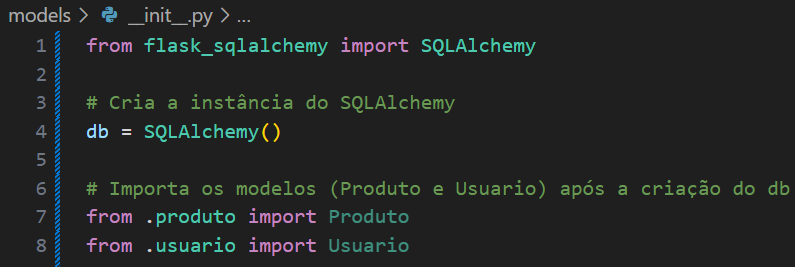 models > __init__.py > ...
1 from flask_sqlalchemy import SQLAlchemy
2
3 # Cria a instância do SQLAlchemy
4 db = SQLAlchemy()
5
6 # Importa os modelos (Produto e Usuario) após a criação do db
7 from .produto import Produto
8 from .usuario import Usuario